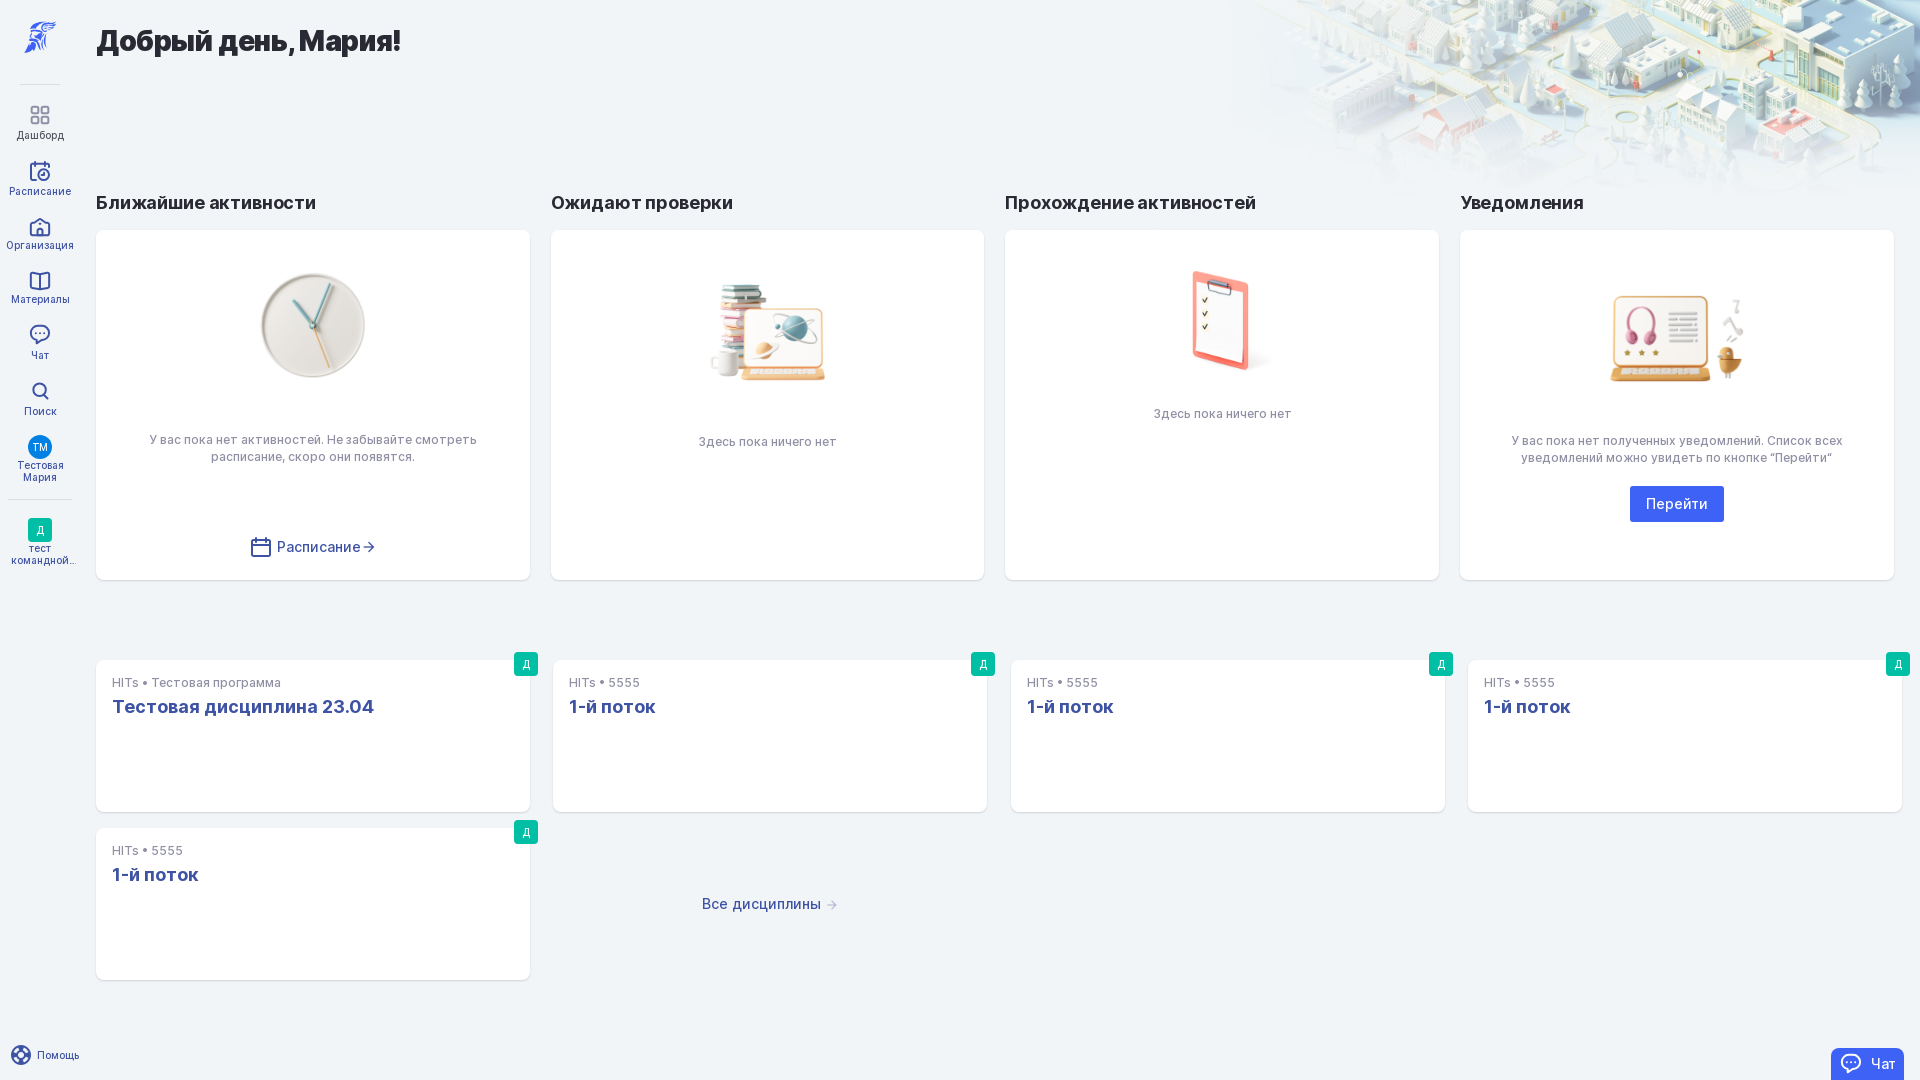 Добрый день, Мария!
Дашборд
Расписание
Организация
Материалы
Чат
Поиск
ТМ
Тестовая
Мария
Д
тест
командной...
Помощь
Ближайшие активности
У вас пока нет активностей. Не забывайте смотреть
расписание, скоро они появятся.
Расписание
Ожидают проверки
Здесь пока ничего нет
Прохождение активностей
Здесь пока ничего нет
Уведомления
У вас пока нет полученных уведомлений. Список всех
уведомлений можно увидеть по кнопке “Перейти”
Перейти
Д
HITs • Тестовая программа
Тестовая дисциплина 23.04
Д
HITs • 5555
1-й поток
Д
HITs • 5555
1-й поток
Д
HITs • 5555
1-й поток
Д
HITs • 5555
1-й поток
Все дисциплины
Чат